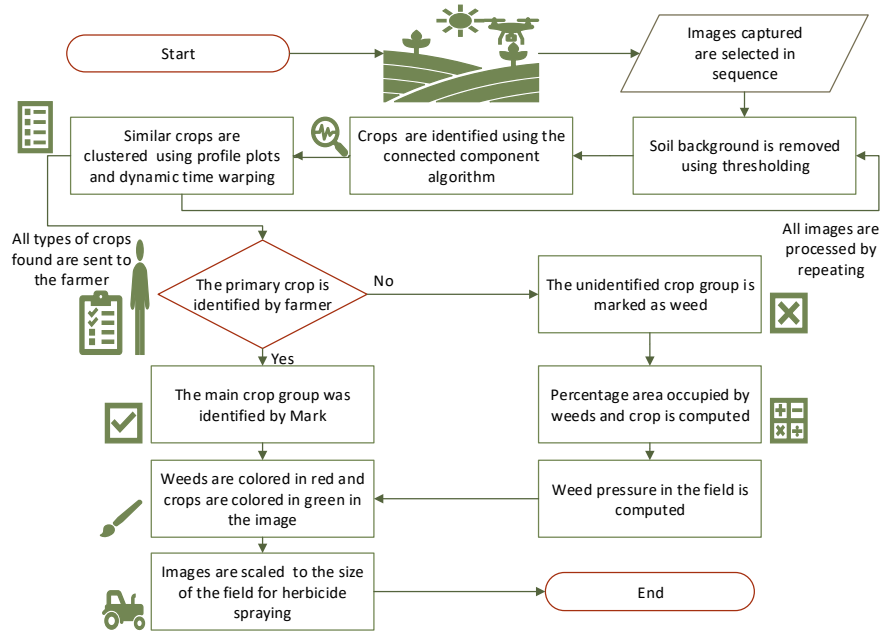 Start
Images captured
are selected in
sequence
Similar crops are
clustered using profile plots
and dynamic time warping
Crops are identified using the
connected component
algorithm
Soil background is removed
using thresholding
All types of crops
found are sent to
the farmer
All images are
processed by
repeating
The primary crop is
identified by farmer
No
The unidentified crop group is
marked as weed
Yes
The main crop group was
identified by Mark
Percentage area occupied by
weeds and crop is computed
Weeds are colored in red and
crops are colored in green in
the image
Weed pressure in the field is
computed
Images are scaled to the size
of the field for herbicide
spraying
End